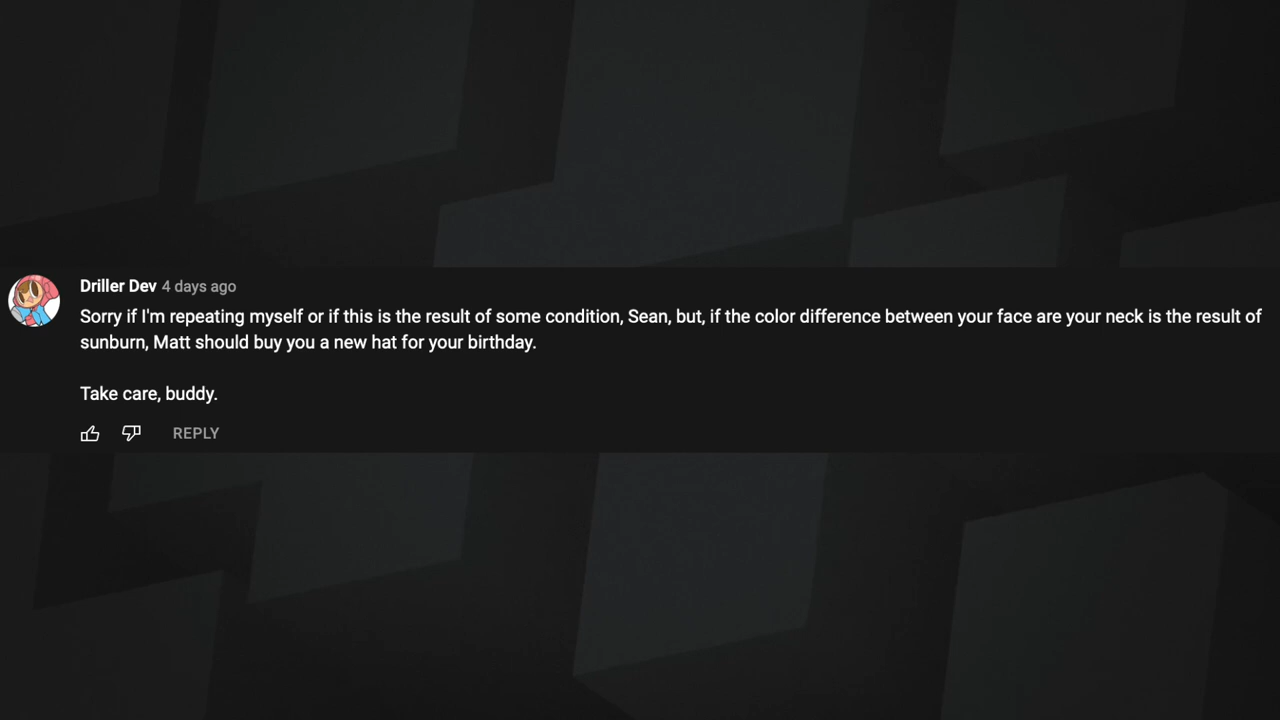 Driller Dev 4 days ago
Sorry if I'm repeating myself or if this is the result of some condition, Sean, but, if the color difference between your face are your neck is the result of
sunburn, Matt should buy you a new hat for your birthday.
Take care, buddy.
REPLY